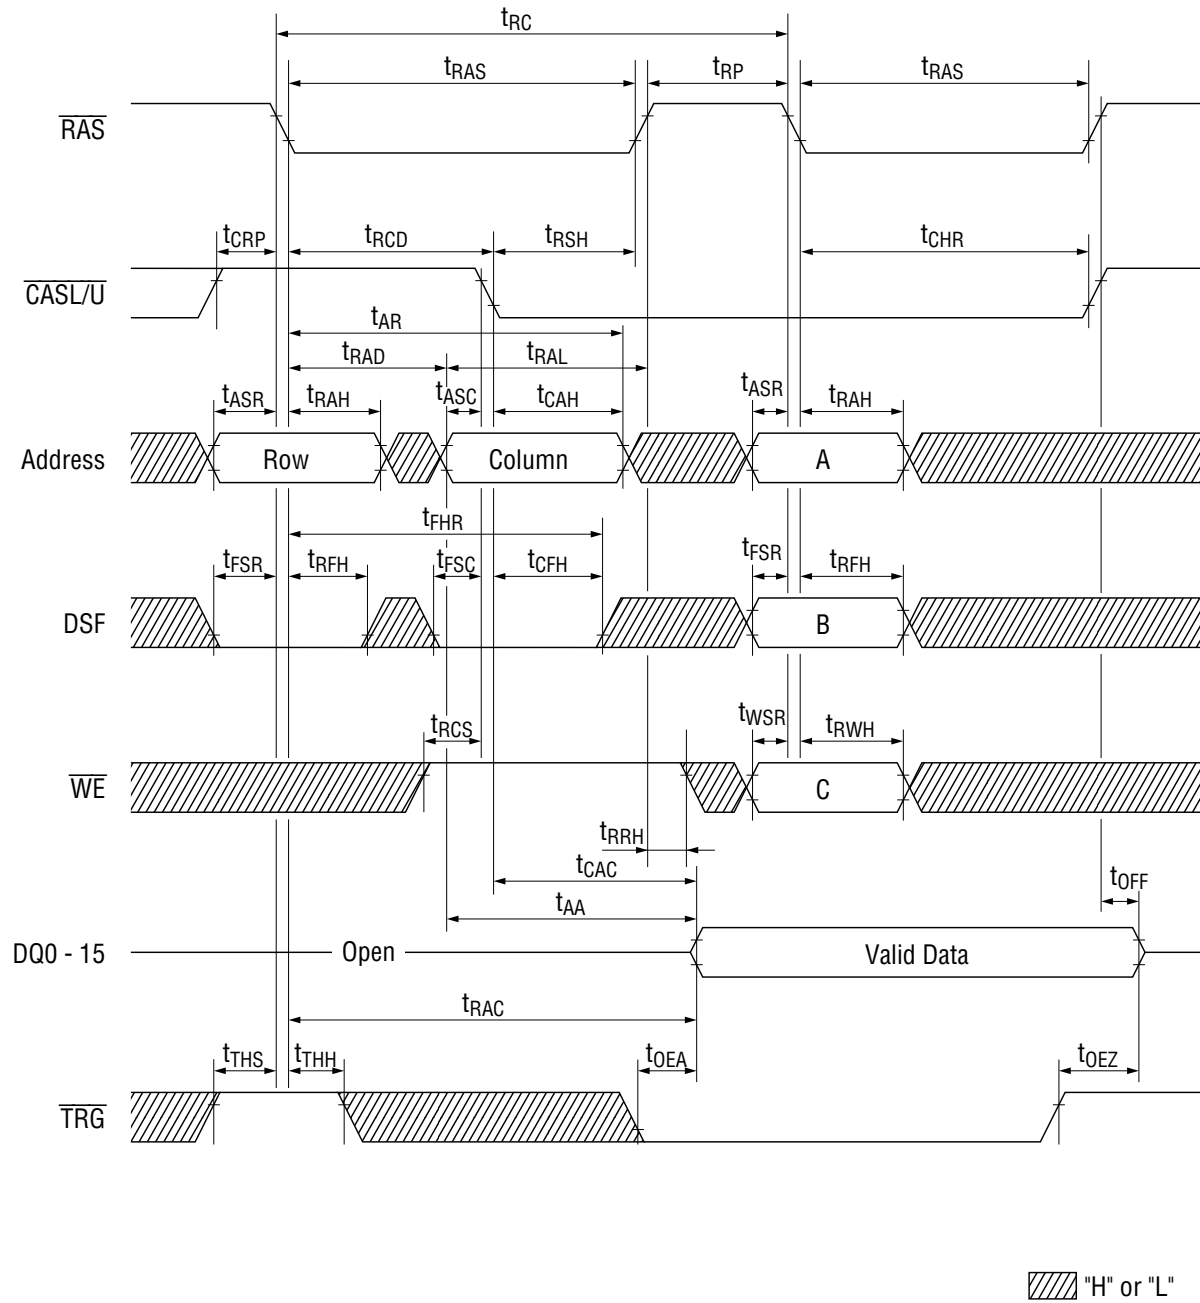 tRC
tRAS tRP tRAS
RAS
tCRP tRCD tRSH tCHR
CASL/U
tAR
tRAD tRAL
tASR tRAH tASC tCAH tASR tRAH
Address Row Column A
tFHR
tFSR tRFH tFSC tCFH tFSR tRFH
DSF B
tRCS tWSR tRWH
WE C
tRRH
tCAC
tAA tOFF
DQ0 - 15 Open Valid Data
tRAC
tTHS tTHH tOEA tOEZ
TRG
"H" or "L"